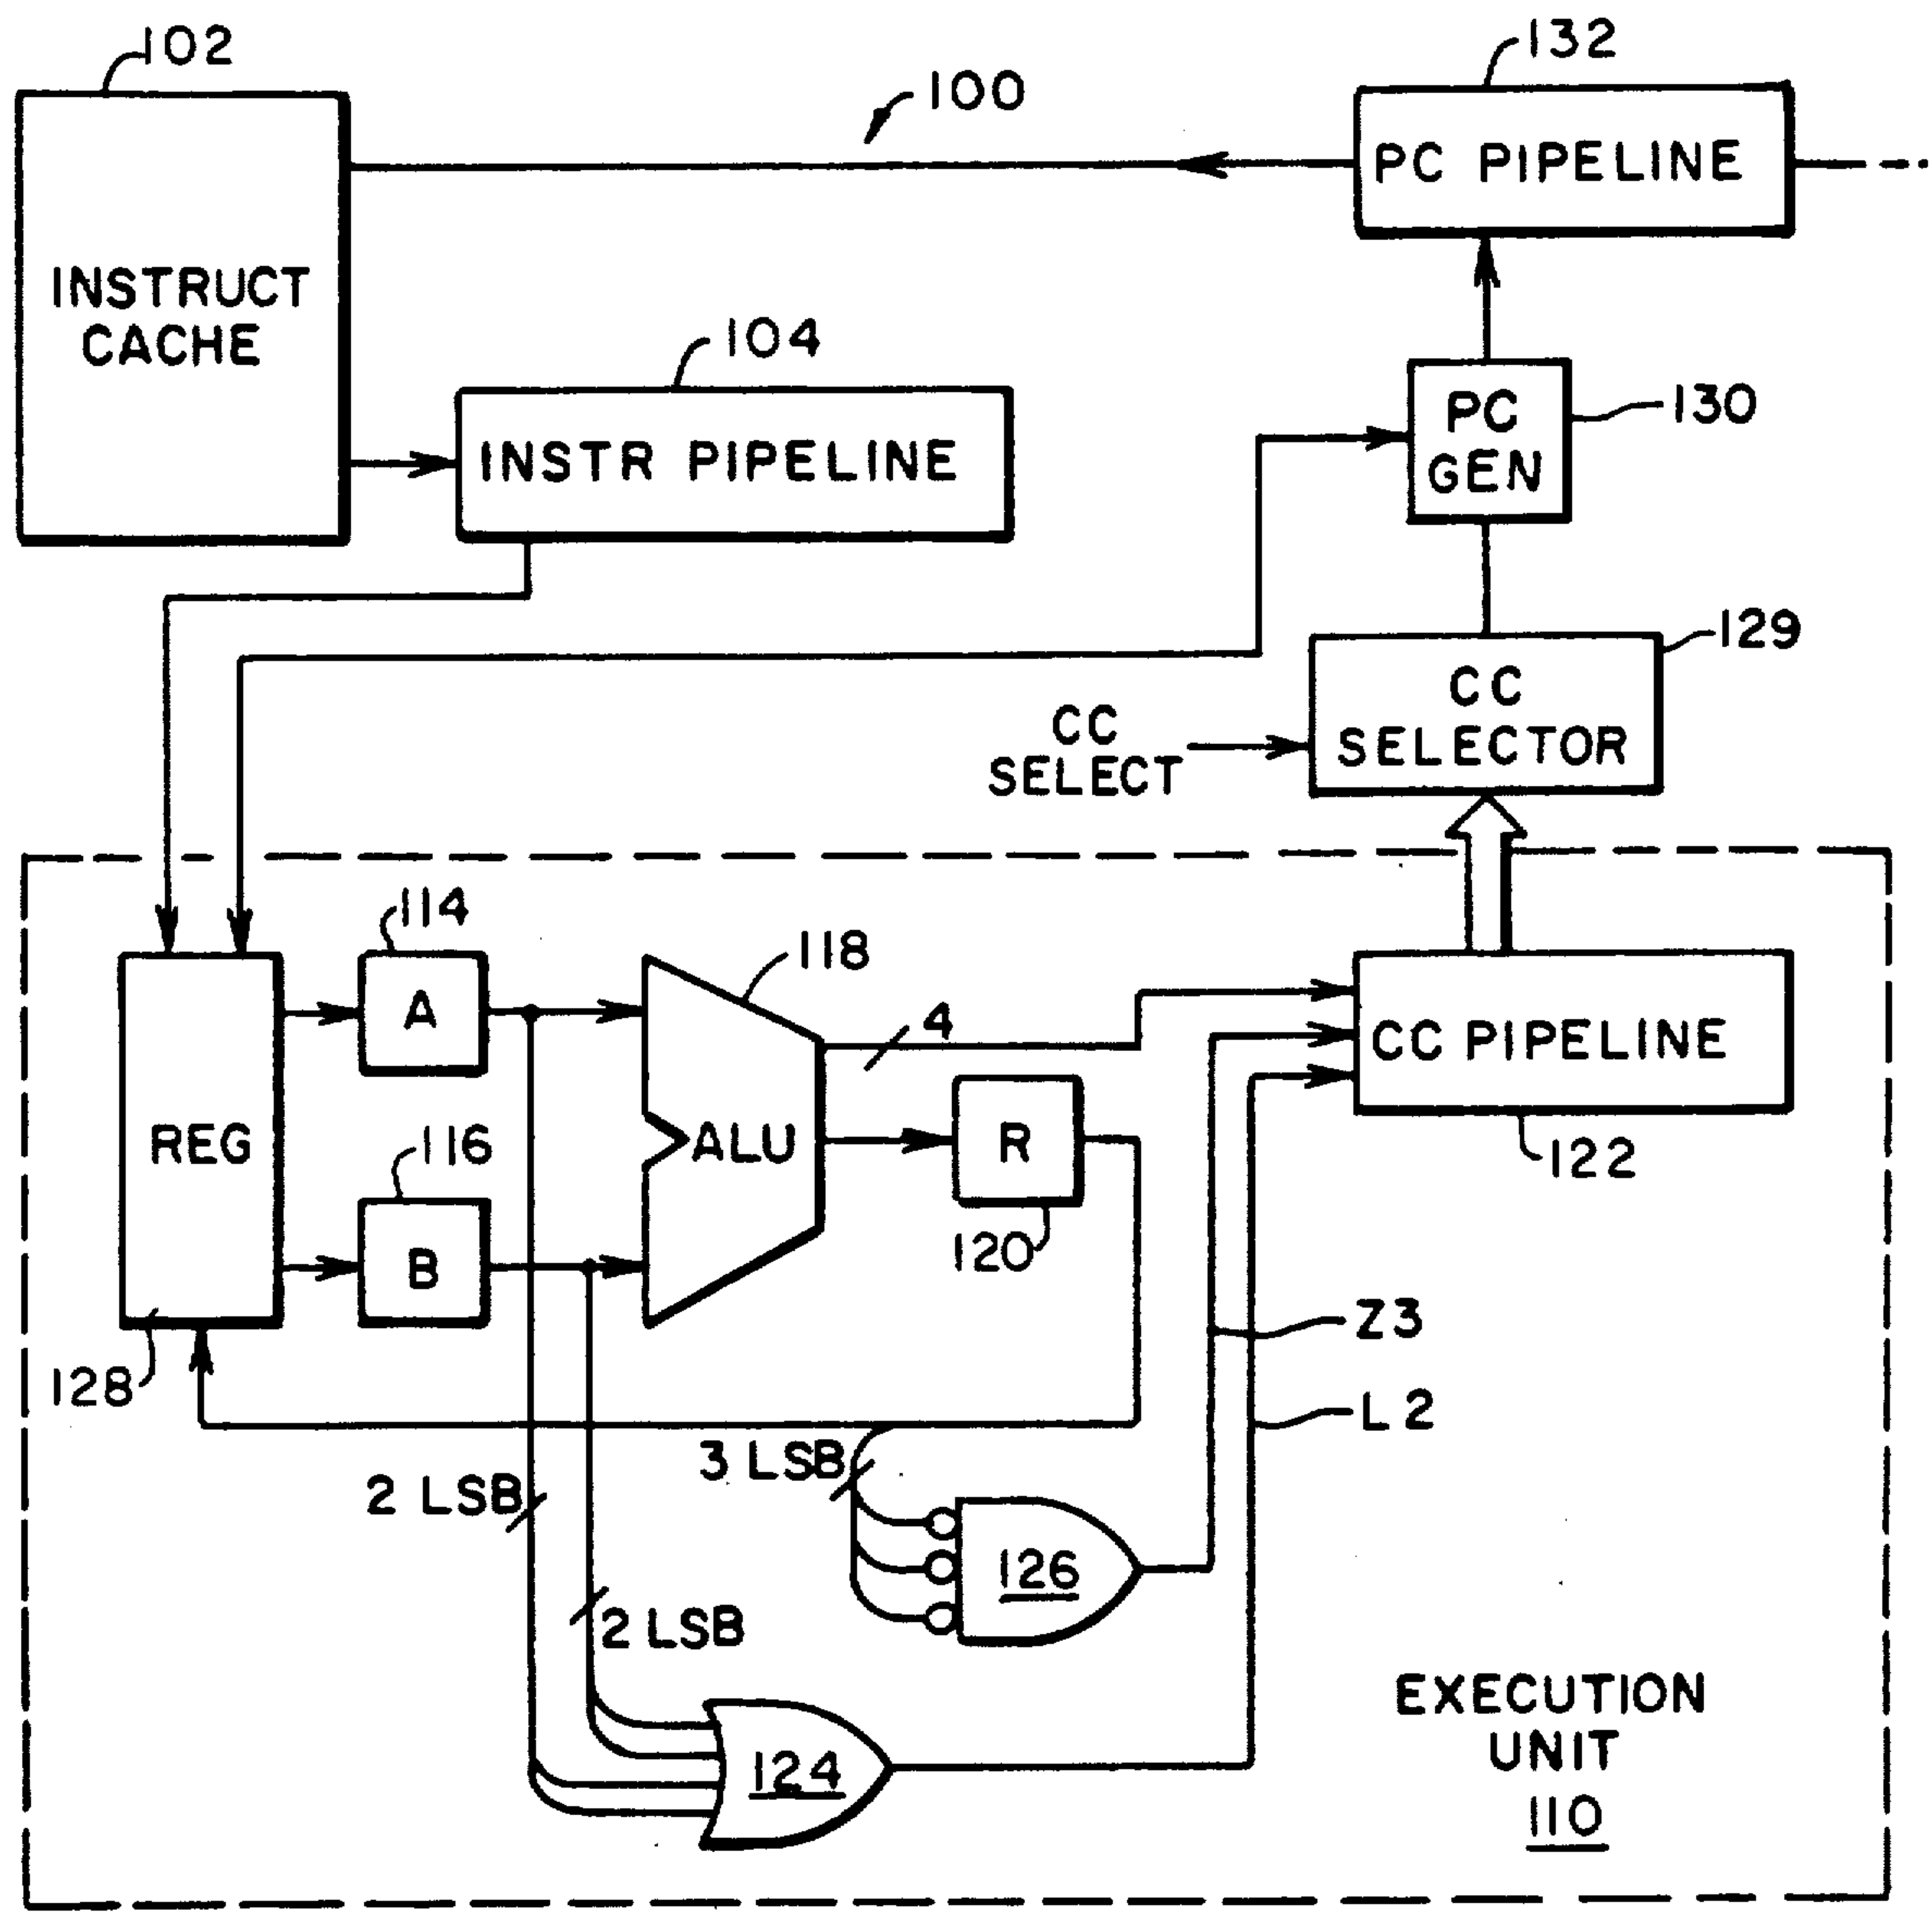 102
132
100
PC PIPELINE
INSTRUCT
CACHE
104
PC
GEN
130
INSTR PIPELINE
129
CC
SELECTOR
CC
SELECT
114
118
A
4
CC PIPELINE
REG
116
ALU
R
122
B
120
Z3
128
L2
3 LSB
2 LSB
126
2 LSB
EXECUTION
UNIT
110
124